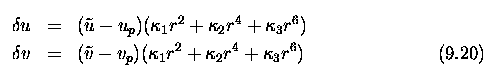 δu = (ũ − u_p)(κ₁r² + κ₂r⁴ + κ₃r⁶)
δv = (ṽ − v_p)(κ₁r² + κ₂r⁴ + κ₃r⁶) (9.20)